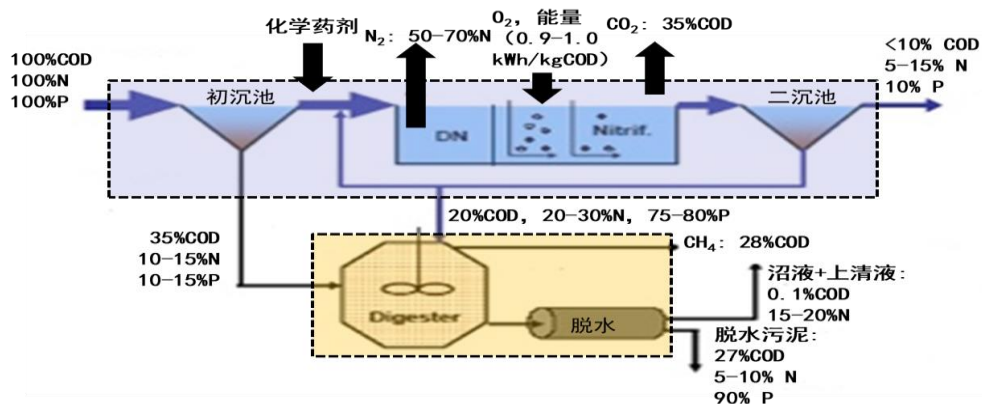 化学药剂
N₂: 50-70%N
O₂, 能量
(0.9-1.0
kWh/kgCOD)
CO₂: 35%COD
<10% COD
5-15% N
10% P
100%COD
100%N
100%P
初沉池
DN
Nitrif.
二沉池
20%COD, 20-30%N, 75-80%P
35%COD
10-15%N
10-15%P
CH₄: 28%COD
Digester
脱水
沼液+上清液:
0.1%COD
15-20%N
脱水污泥:
27%COD
5-10% N
90% P